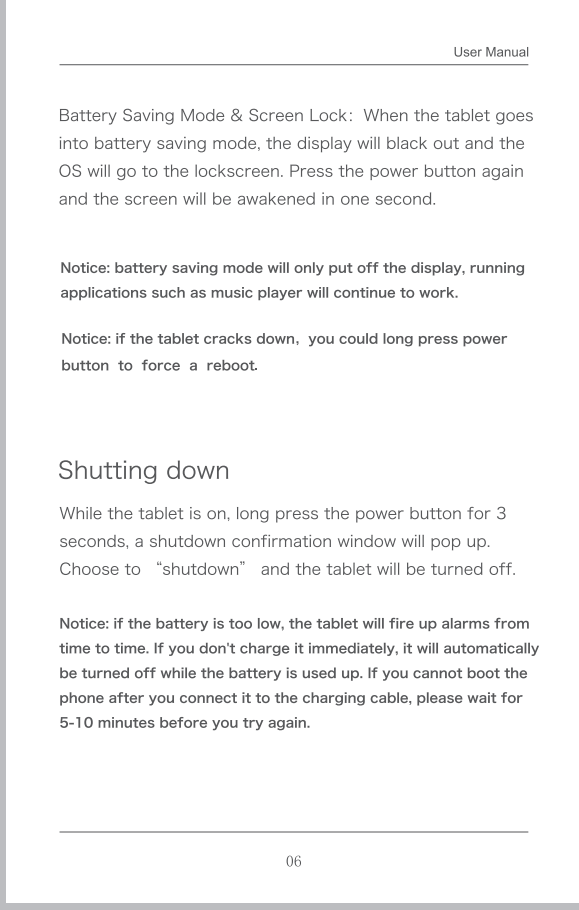 User Manual
Battery Saving Mode & Screen Lock：When the tablet goes
into battery saving mode, the display will black out and the
OS will go to the lockscreen. Press the power button again
and the screen will be awakened in one second.
Notice: battery saving mode will only put off the display, running
applications such as music player will continue to work.
Notice: if the tablet cracks down，you could long press power
button to force a reboot.
Shutting down
While the tablet is on, long press the power button for 3
seconds, a shutdown confirmation window will pop up.
Choose to “shutdown” and the tablet will be turned off.
Notice: if the battery is too low, the tablet will fire up alarms from
time to time. If you don't charge it immediately, it will automatically
be turned off while the battery is used up. If you cannot boot the
phone after you connect it to the charging cable, please wait for
5-10 minutes before you try again.
06